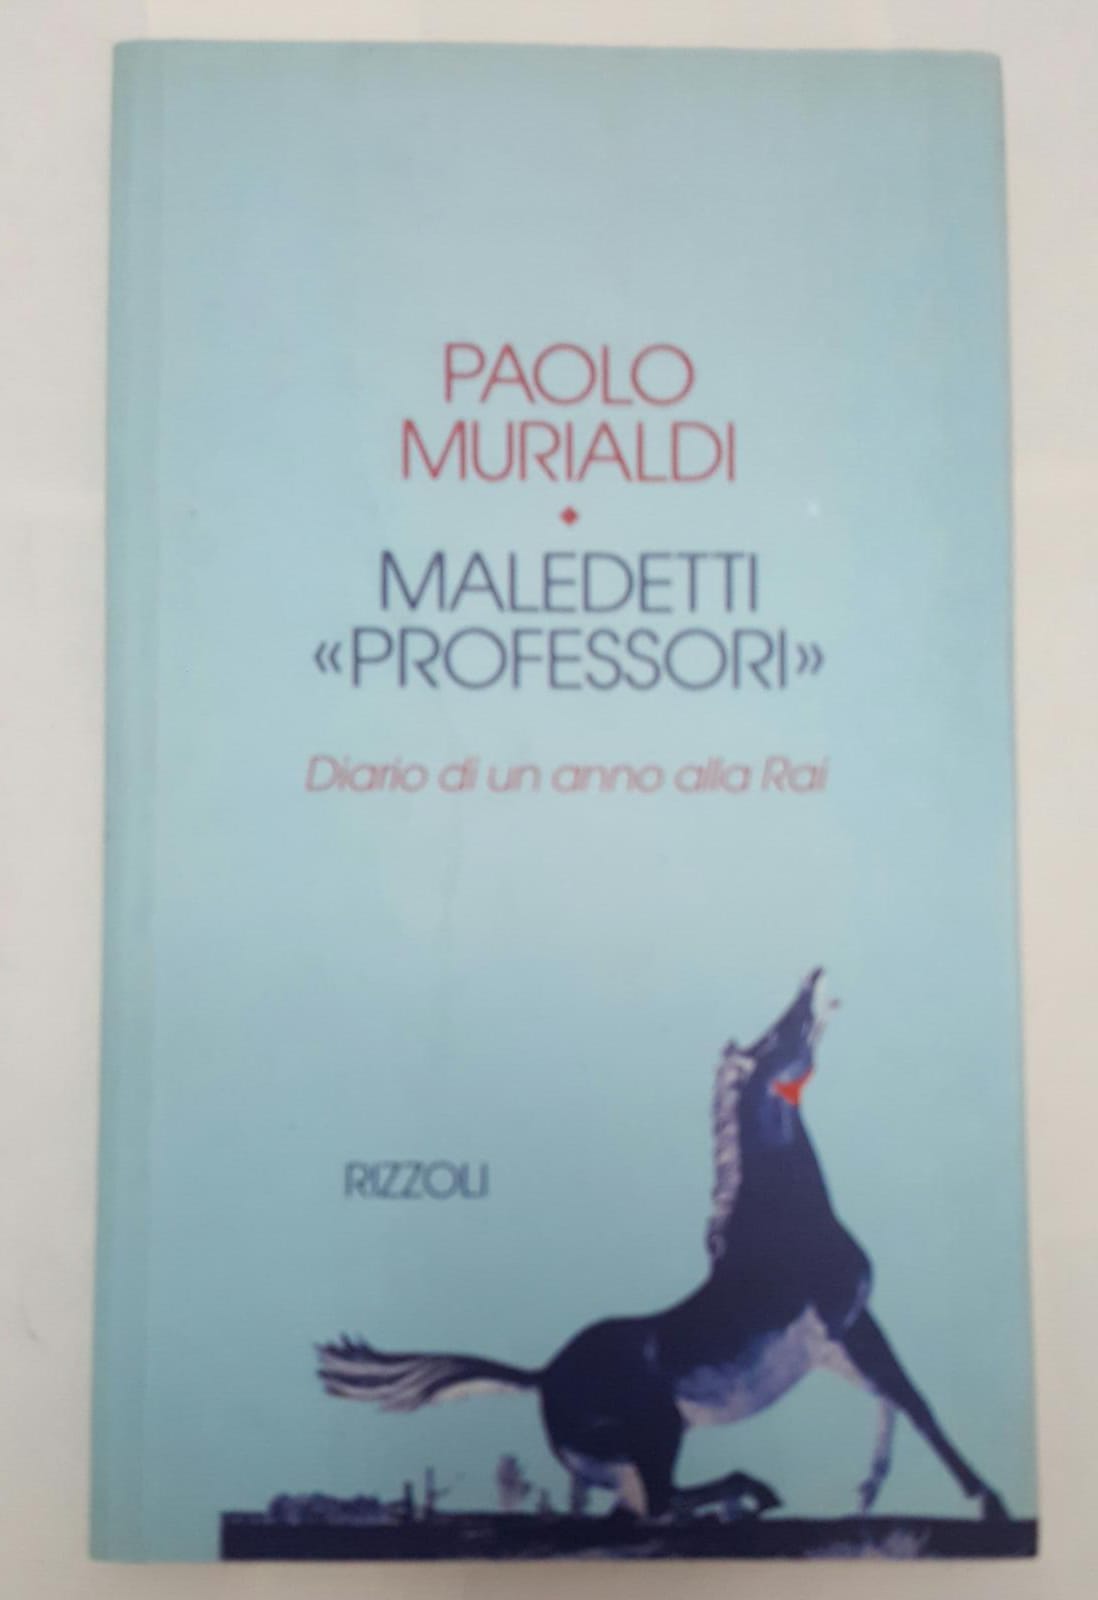 PAOLO
MURIALDI
MALEDETTI
«PROFESSORI»
Diario di un anno alla Rai
RIZZOLI